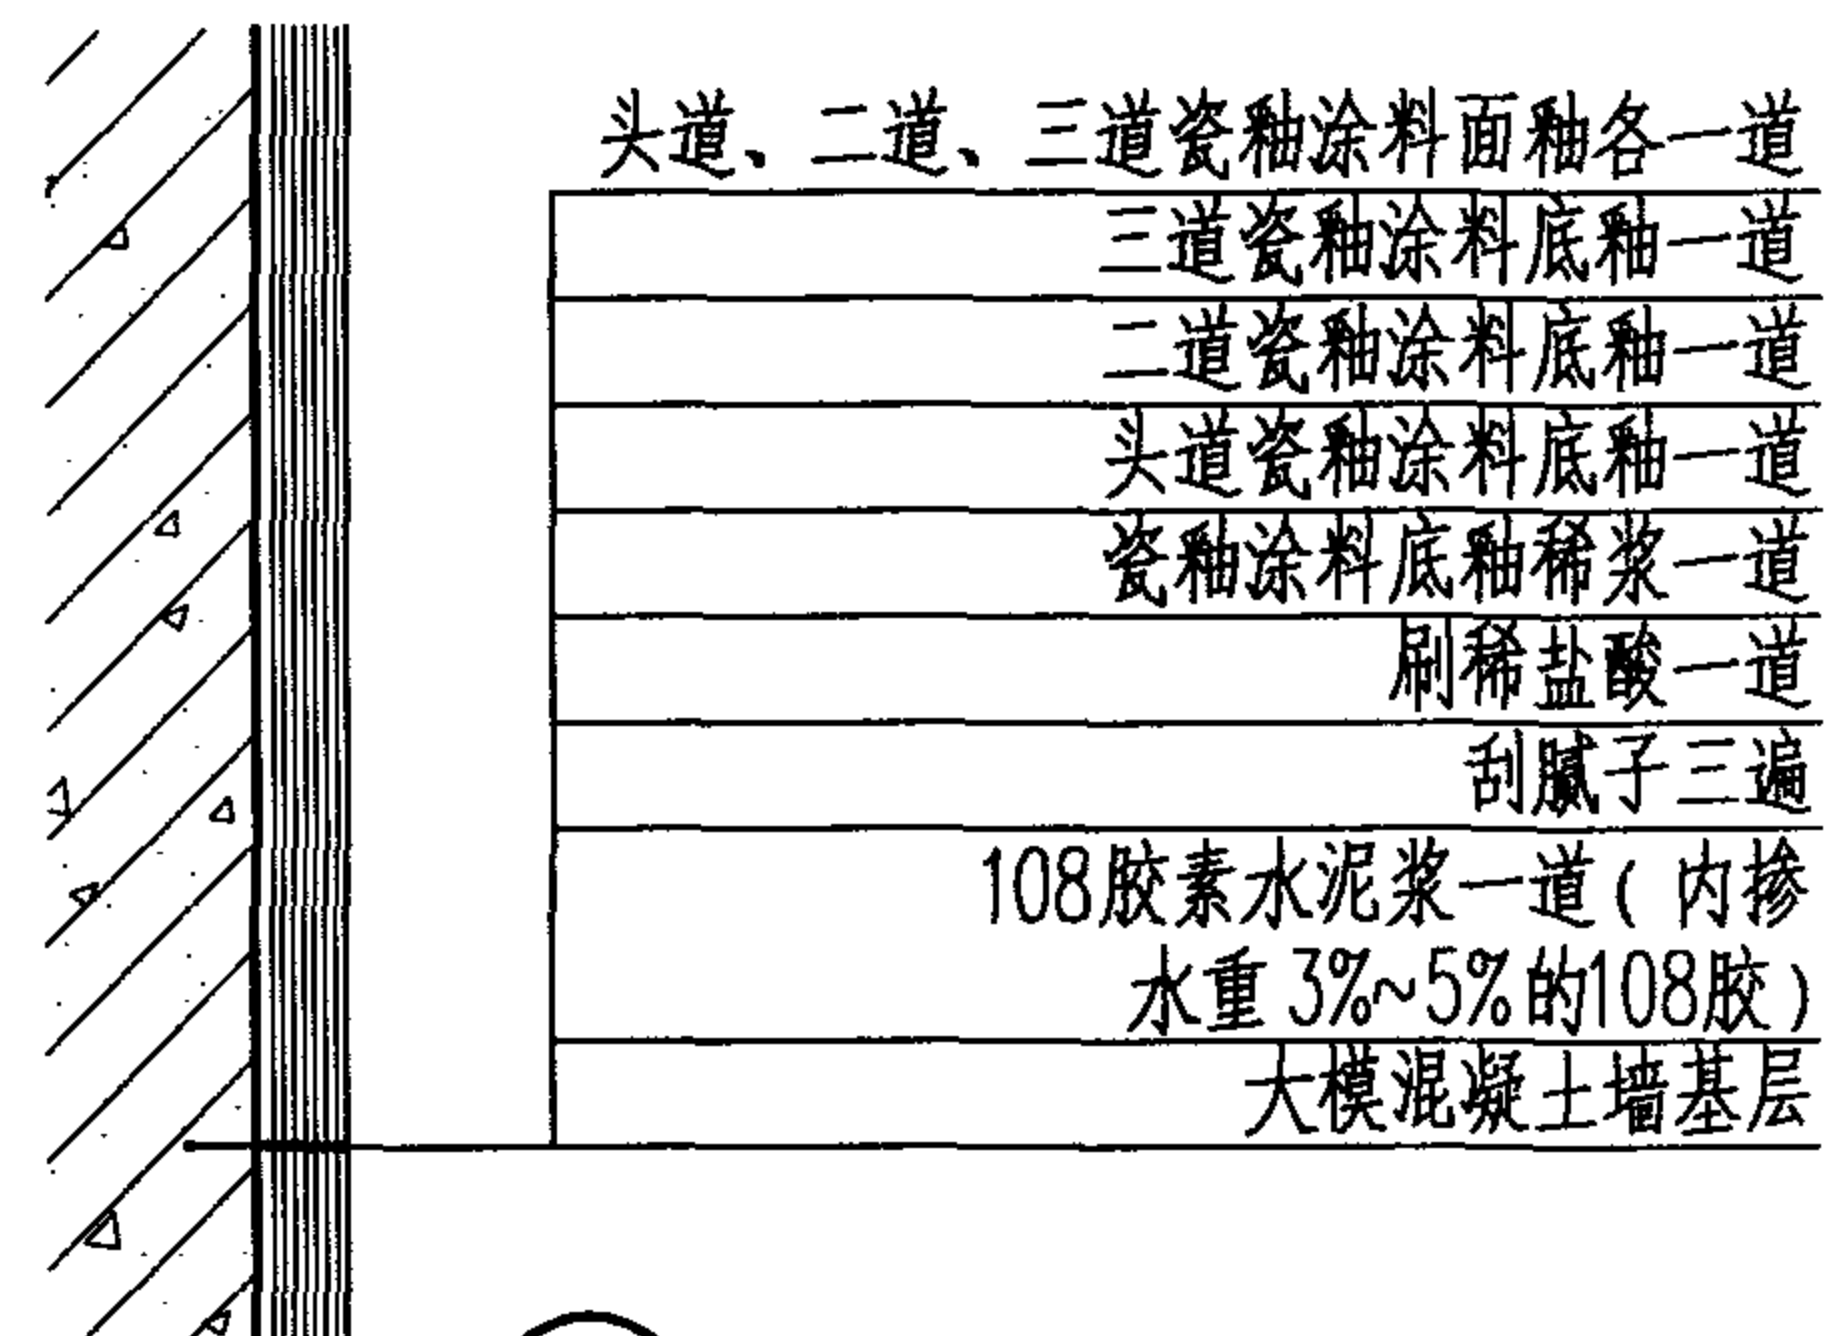 头道、二道、三道瓷釉涂料面釉各一道
三道瓷釉涂料底釉一道
二道瓷釉涂料底釉一道
头道瓷釉涂料底釉一道
瓷釉涂料底釉稀浆一道
刷稀盐酸一道
刮腻子三遍
108胶素水泥浆一道(内掺
水重3%~5%的108胶)
大模混凝土墙基层